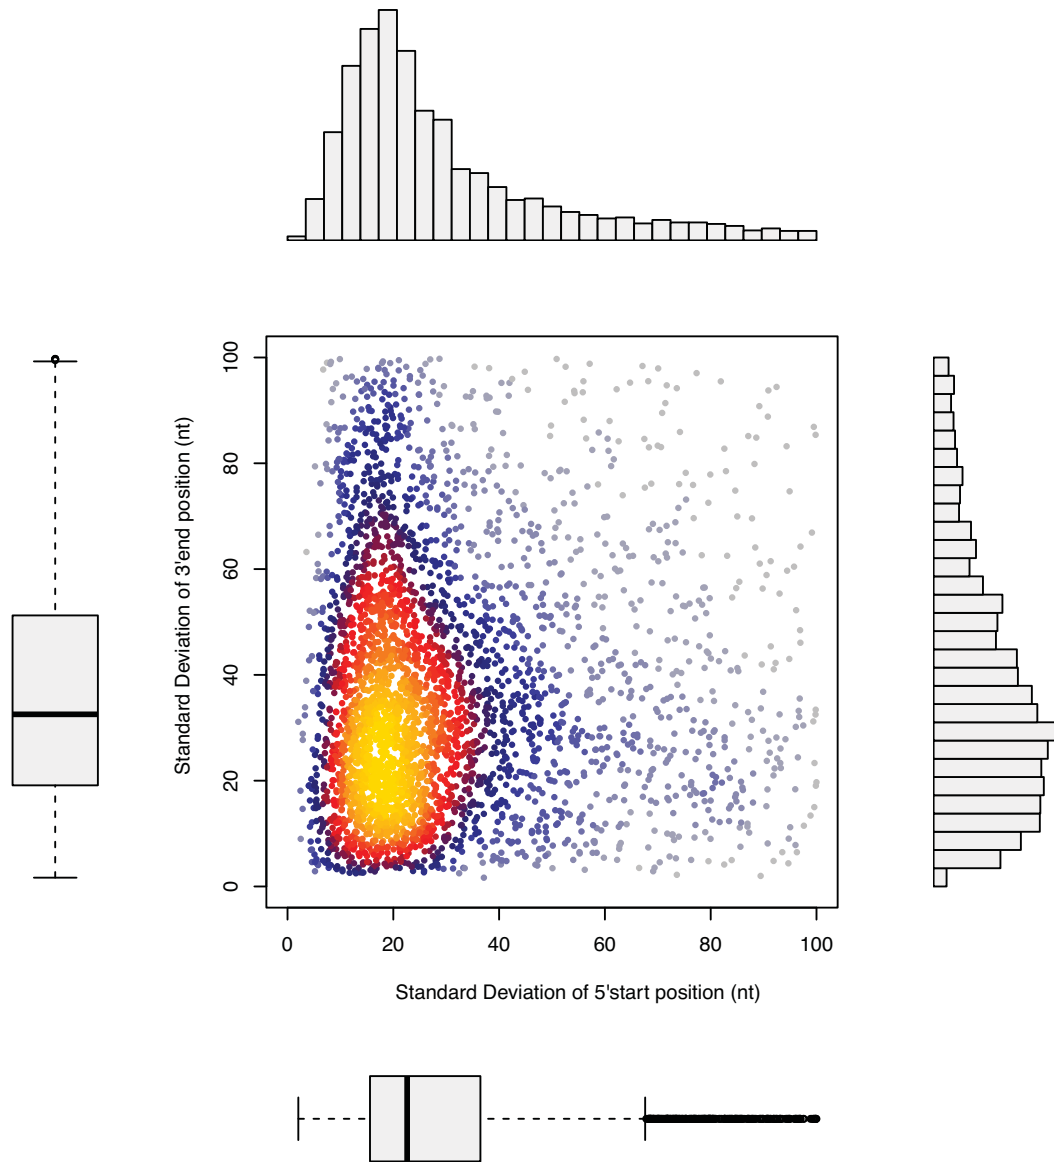 100
80
60
40
20
0
Standard Deviation of 3'end position (nt)
0 20 40 60 80 100
Standard Deviation of 5'start position (nt)